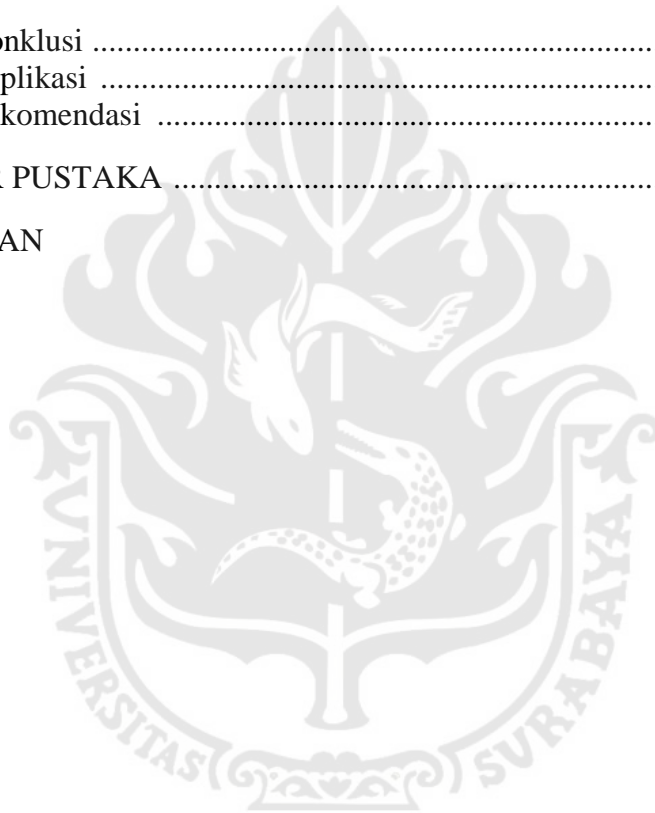 onklusi ........................................................................
plikasi .......................................................................
komendasi ...............................................................
R PUSTAKA .............................................................
AN
UNIVERSITAS SURABAYA